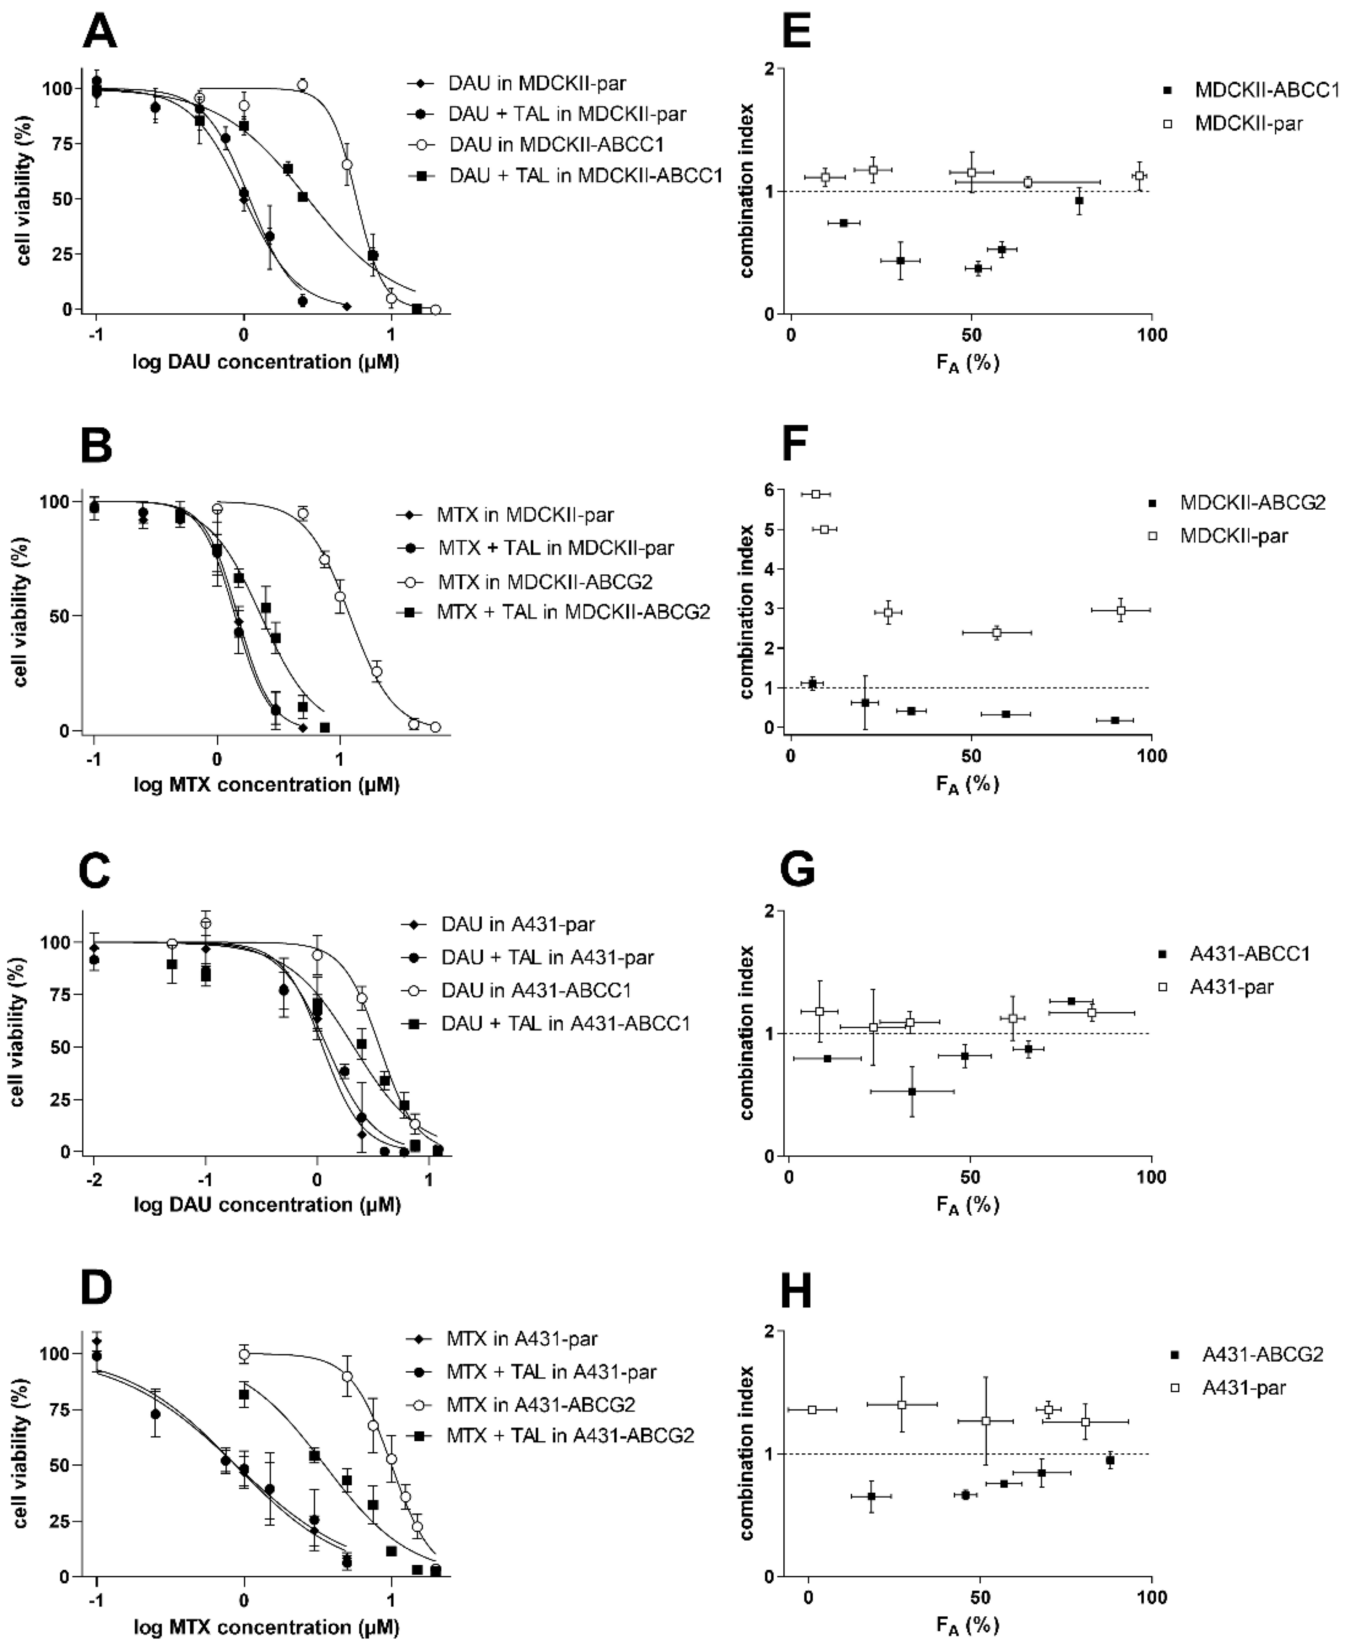 A
100
75
50
25
0
cell viability (%)
-1
0
1
log DAU concentration (µM)
DAU in MDCKII-par
DAU + TAL in MDCKII-par
DAU in MDCKII-ABCC1
DAU + TAL in MDCKII-ABCC1
E
2
1
0
combination index
0
50
100
FA (%)
MDCKII-ABCC1
MDCKII-par
B
100
50
0
cell viability (%)
-1
0
1
log MTX concentration (µM)
MTX in MDCKII-par
MTX + TAL in MDCKII-par
MTX in MDCKII-ABCG2
MTX + TAL in MDCKII-ABCG2
F
6
5
4
3
2
1
0
combination index
0
50
100
FA (%)
MDCKII-ABCG2
MDCKII-par
C
100
75
50
25
0
cell viability (%)
-2
-1
0
1
log DAU concentration (µM)
DAU in A431-par
DAU + TAL in A431-par
DAU in A431-ABCC1
DAU + TAL in A431-ABCC1
G
2
1
0
combination index
0
50
100
FA (%)
A431-ABCC1
A431-par
D
100
75
50
25
0
cell viability (%)
-1
0
1
log MTX concentration (µM)
MTX in A431-par
MTX + TAL in A431-par
MTX in A431-ABCG2
MTX + TAL in A431-ABCG2
H
2
1
0
combination index
0
50
100
FA (%)
A431-ABCG2
A431-par